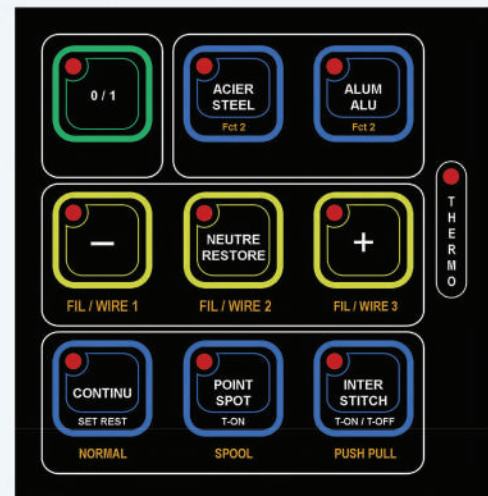 0 / 1
ACIER
STEEL
Fct 2
ALUM
ALU
Fct 2
−
NEUTRE
RESTORE
+
FIL / WIRE 1
FIL / WIRE 2
FIL / WIRE 3
THERMO
CONTINU
SET REST
POINT
SPOT
T-ON
INTER
STITCH
T-ON / T-OFF
NORMAL
SPOOL
PUSH PULL